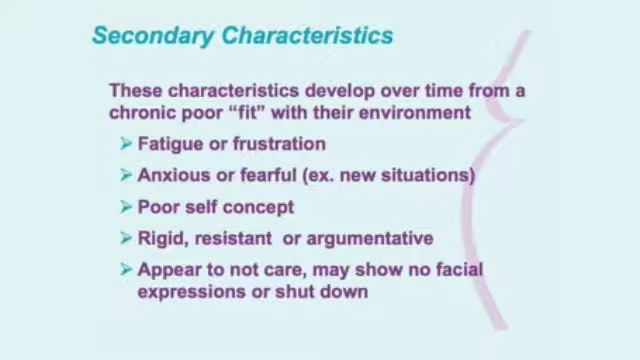 Secondary Characteristics
These characteristics develop over time from a
chronic poor “fit” with their environment
Fatigue or frustration
Anxious or fearful (ex. new situations)
Poor self concept
Rigid, resistant or argumentative
Appear to not care, may show no facial
expressions or shut down